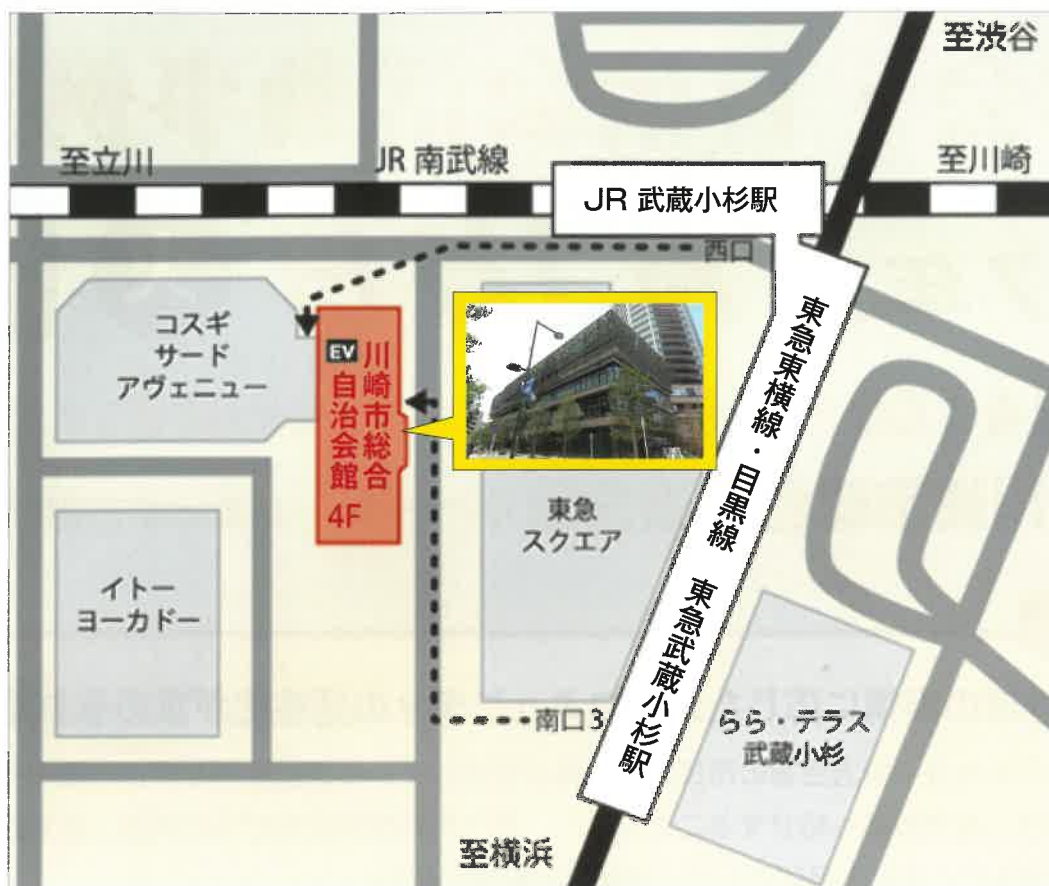 至渋谷
至立川
JR 南武線
至川崎
JR 武蔵小杉駅
西口
コスギ
サード
アヴェニュー
EV
川崎市総合
自治会館
4F
東急東横線・目黒線 東急武蔵小杉駅
東急
スクエア
イトー
ヨーカドー
南口3
らら・テラス
武蔵小杉
至横浜